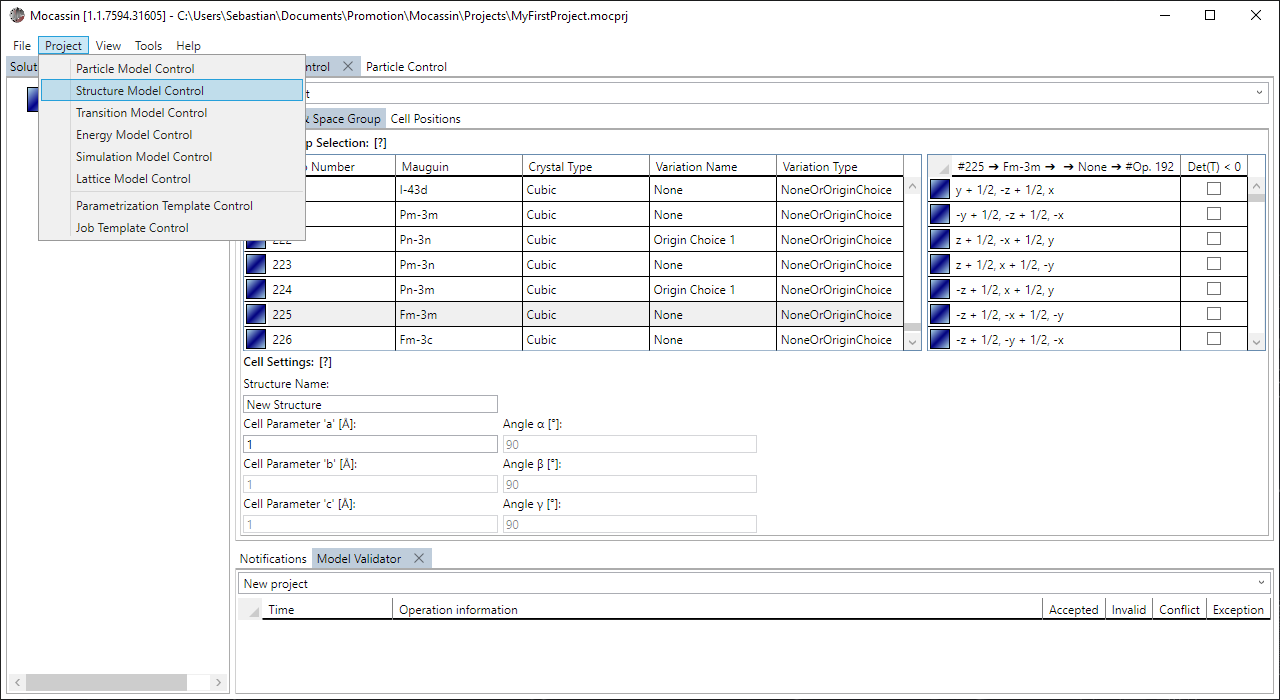 Mocassin [1.1.7594.31605] - C:\Users\Sebastian\Documents\Promotion\Mocassin\Projects\MyFirstProject.mocprj
File Project View Tools Help
Particle Model Control
Structure Model Control
Transition Model Control
Energy Model Control
Simulation Model Control
Lattice Model Control
Parametrization Template Control
Job Template Control
Solut
ntrol Particle Control
t
& Space Group Cell Positions
p Selection: [?]
Number Mauguin Crystal Type Variation Name Variation Type
I-43d Cubic None NoneOrOriginChoice
Pm-3m Cubic None NoneOrOriginChoice
222 Pn-3n Cubic Origin Choice 1 NoneOrOriginChoice
223 Pm-3n Cubic None NoneOrOriginChoice
224 Pn-3m Cubic Origin Choice 1 NoneOrOriginChoice
225 Fm-3m Cubic None NoneOrOriginChoice
226 Fm-3c Cubic None NoneOrOriginChoice
#225 ➔ Fm-3m ➔ ➔ None ➔ #Op. 192 Det(T) < 0
y + 1/2, -z + 1/2, x
-y + 1/2, -z + 1/2, -x
z + 1/2, -x + 1/2, y
z + 1/2, x + 1/2, -y
-z + 1/2, x + 1/2, y
-z + 1/2, -x + 1/2, -y
-z + 1/2, -y + 1/2, -x
Cell Settings: [?]
Structure Name:
New Structure
Cell Parameter 'a' [Å]: Angle α [°]:
1 90
Cell Parameter 'b' [Å]: Angle β [°]:
1 90
Cell Parameter 'c' [Å]: Angle γ [°]:
1 90
Notifications Model Validator
New project
Time Operation information Accepted Invalid Conflict Exception